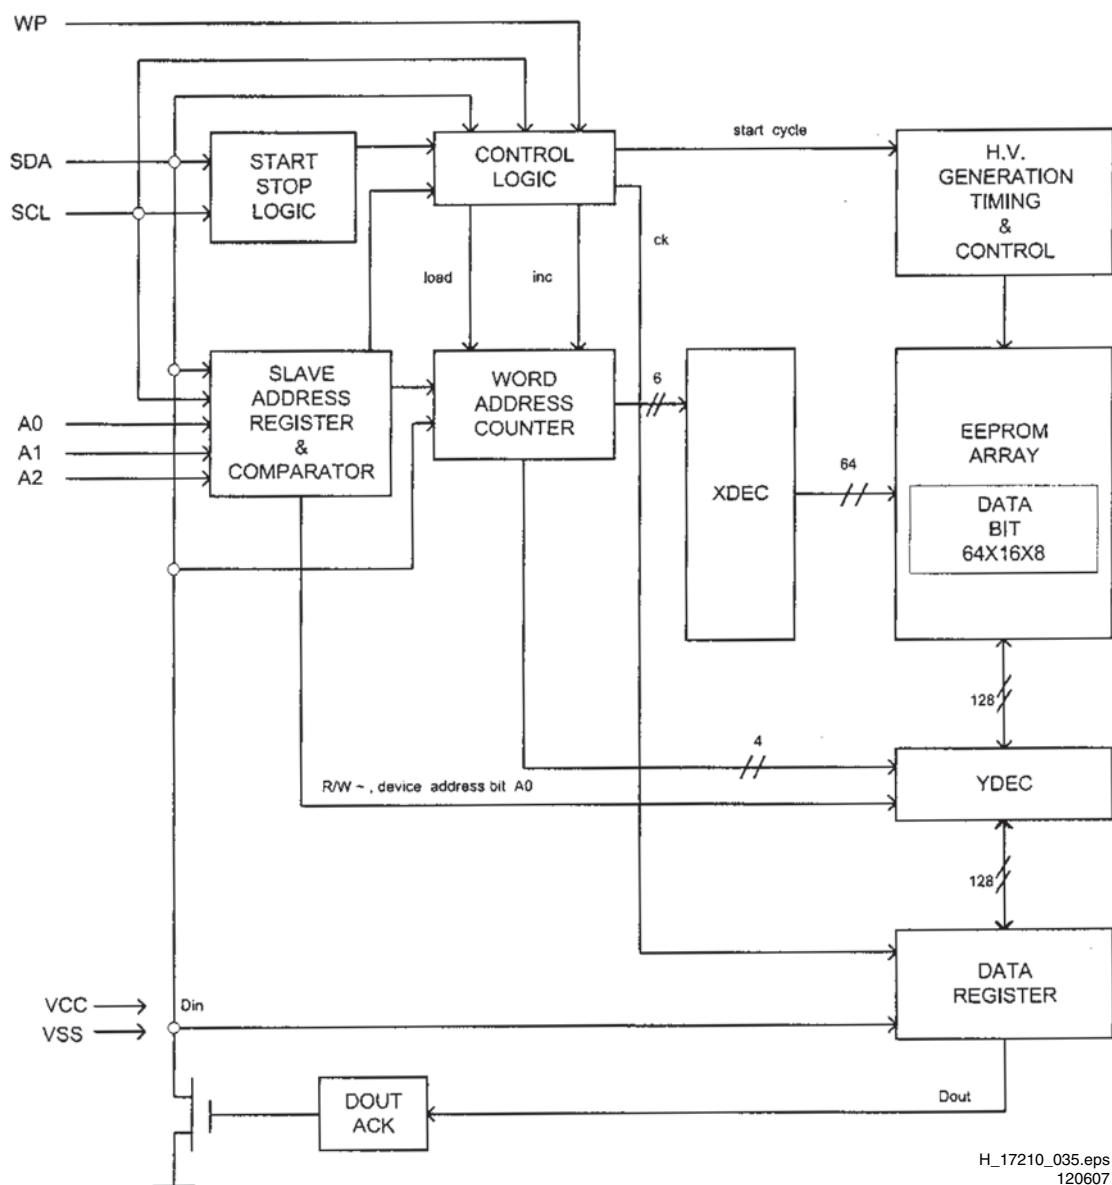 WP
SDA
SCL
START
STOP
LOGIC
CONTROL
LOGIC
start cycle
H.V.
GENERATION
TIMING
&
CONTROL
load
inc
ck
A0
A1
A2
SLAVE
ADDRESS
REGISTER
&
COMPARATOR
WORD
ADDRESS
COUNTER
6
XDEC
64
EEPROM
ARRAY
DATA
BIT
64X16X8
128
4
R/W ~ , device address bit A0
YDEC
128
DATA
REGISTER
VCC
VSS
Din
DOUT
ACK
Dout
H_17210_035.eps
120607